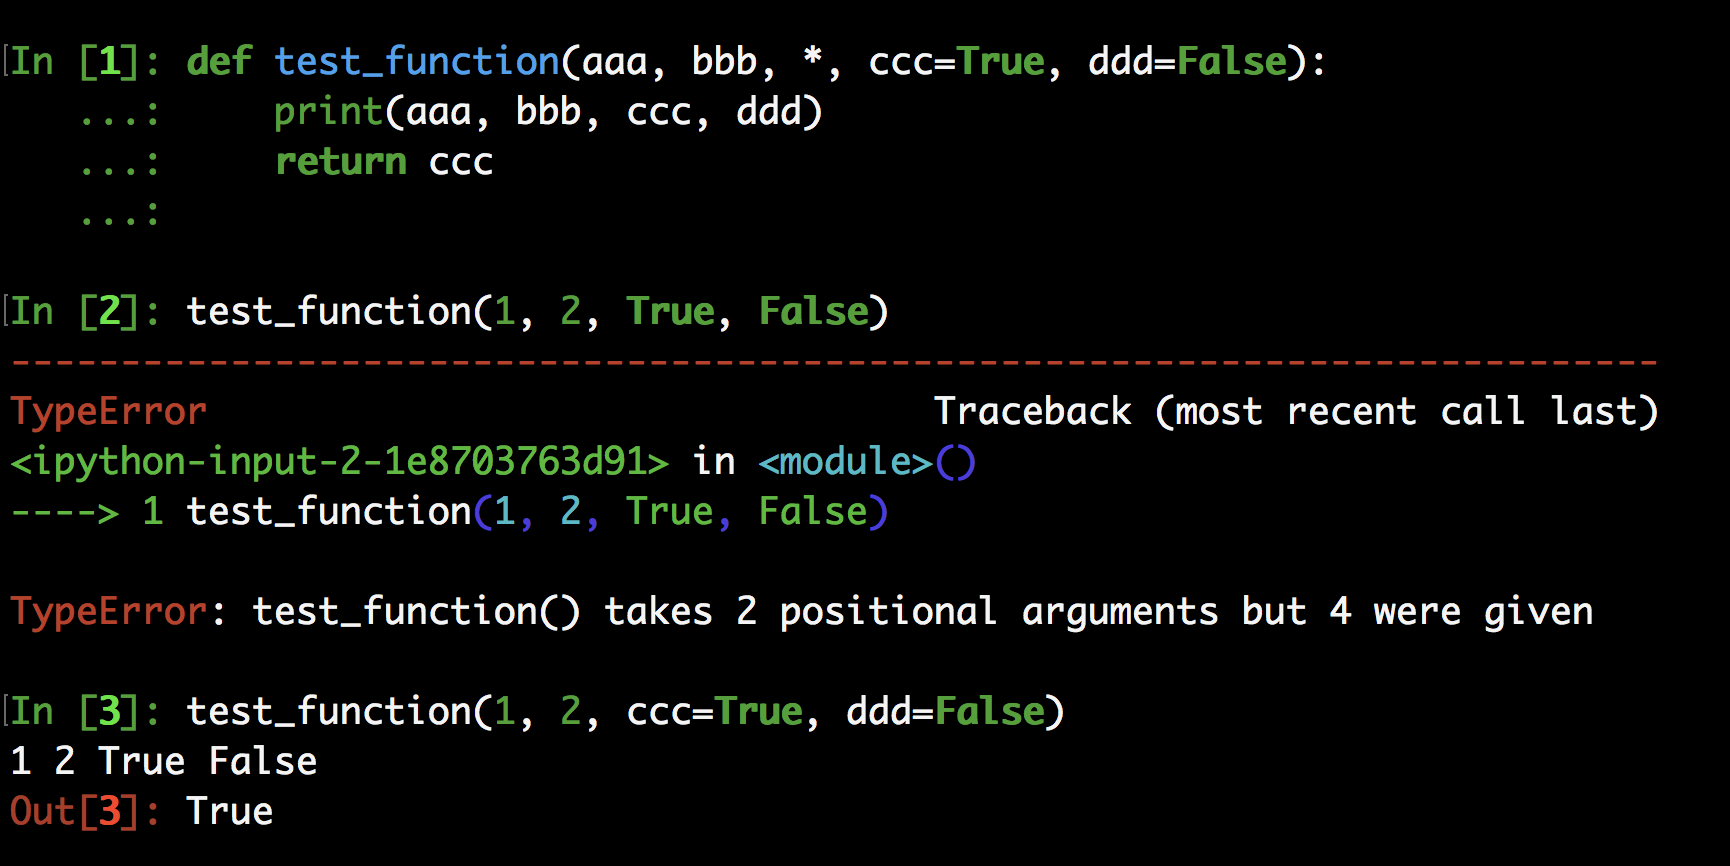 In [1]: def test_function(aaa, bbb, *, ccc=True, ddd=False):
   ...:     print(aaa, bbb, ccc, ddd)
   ...:     return ccc
   ...:
In [2]: test_function(1, 2, True, False)
---------------------------------------------------------------------------
TypeError                                 Traceback (most recent call last)
<ipython-input-2-1e8703763d91> in <module>()
----> 1 test_function(1, 2, True, False)
TypeError: test_function() takes 2 positional arguments but 4 were given
In [3]: test_function(1, 2, ccc=True, ddd=False)
1 2 True False
Out[3]: True